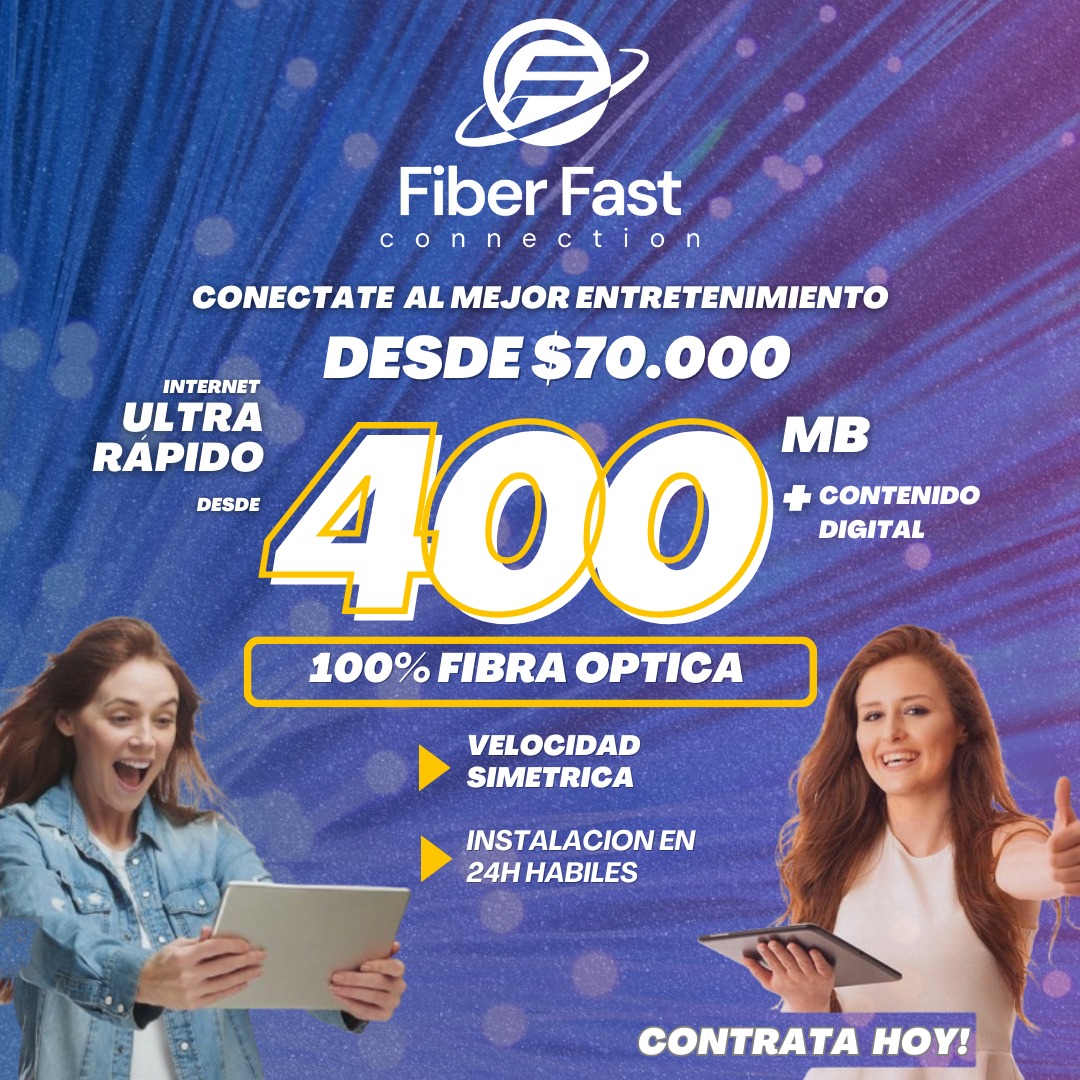 Fiber Fast
connection
CONECTATE AL MEJOR ENTRETENIMIENTO
DESDE $70.000
INTERNET
ULTRA
RÁPIDO
DESDE
400
MB
+ CONTENIDO
DIGITAL
100% FIBRA OPTICA
VELOCIDAD
SIMETRICA
INSTALACION EN
24H HABILES
CONTRATA HOY!